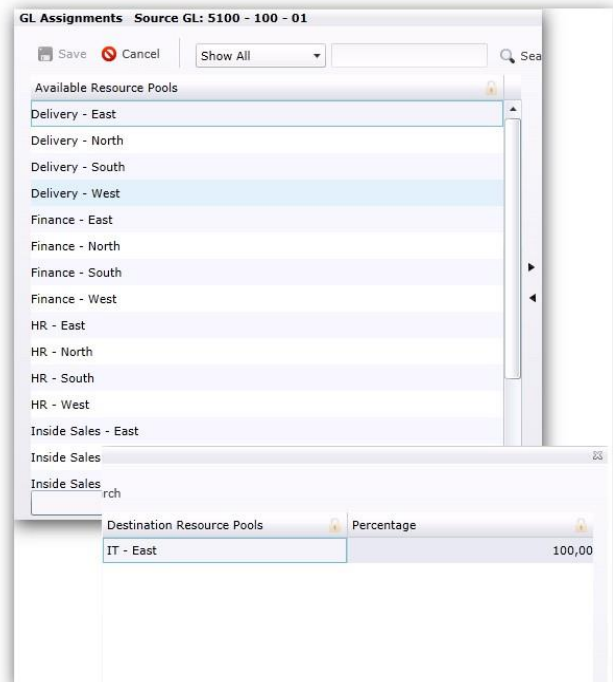 GL Assignments Source GL: 5100 - 100 - 01
Save Cancel Show All Sea
Available Resource Pools
Delivery - East
Delivery - North
Delivery - South
Delivery - West
Finance - East
Finance - North
Finance - South
Finance - West
HR - East
HR - North
HR - South
HR - West
Inside Sales - East
Inside Sales
Inside Sales
rch
Destination Resource Pools Percentage
IT - East 100,00